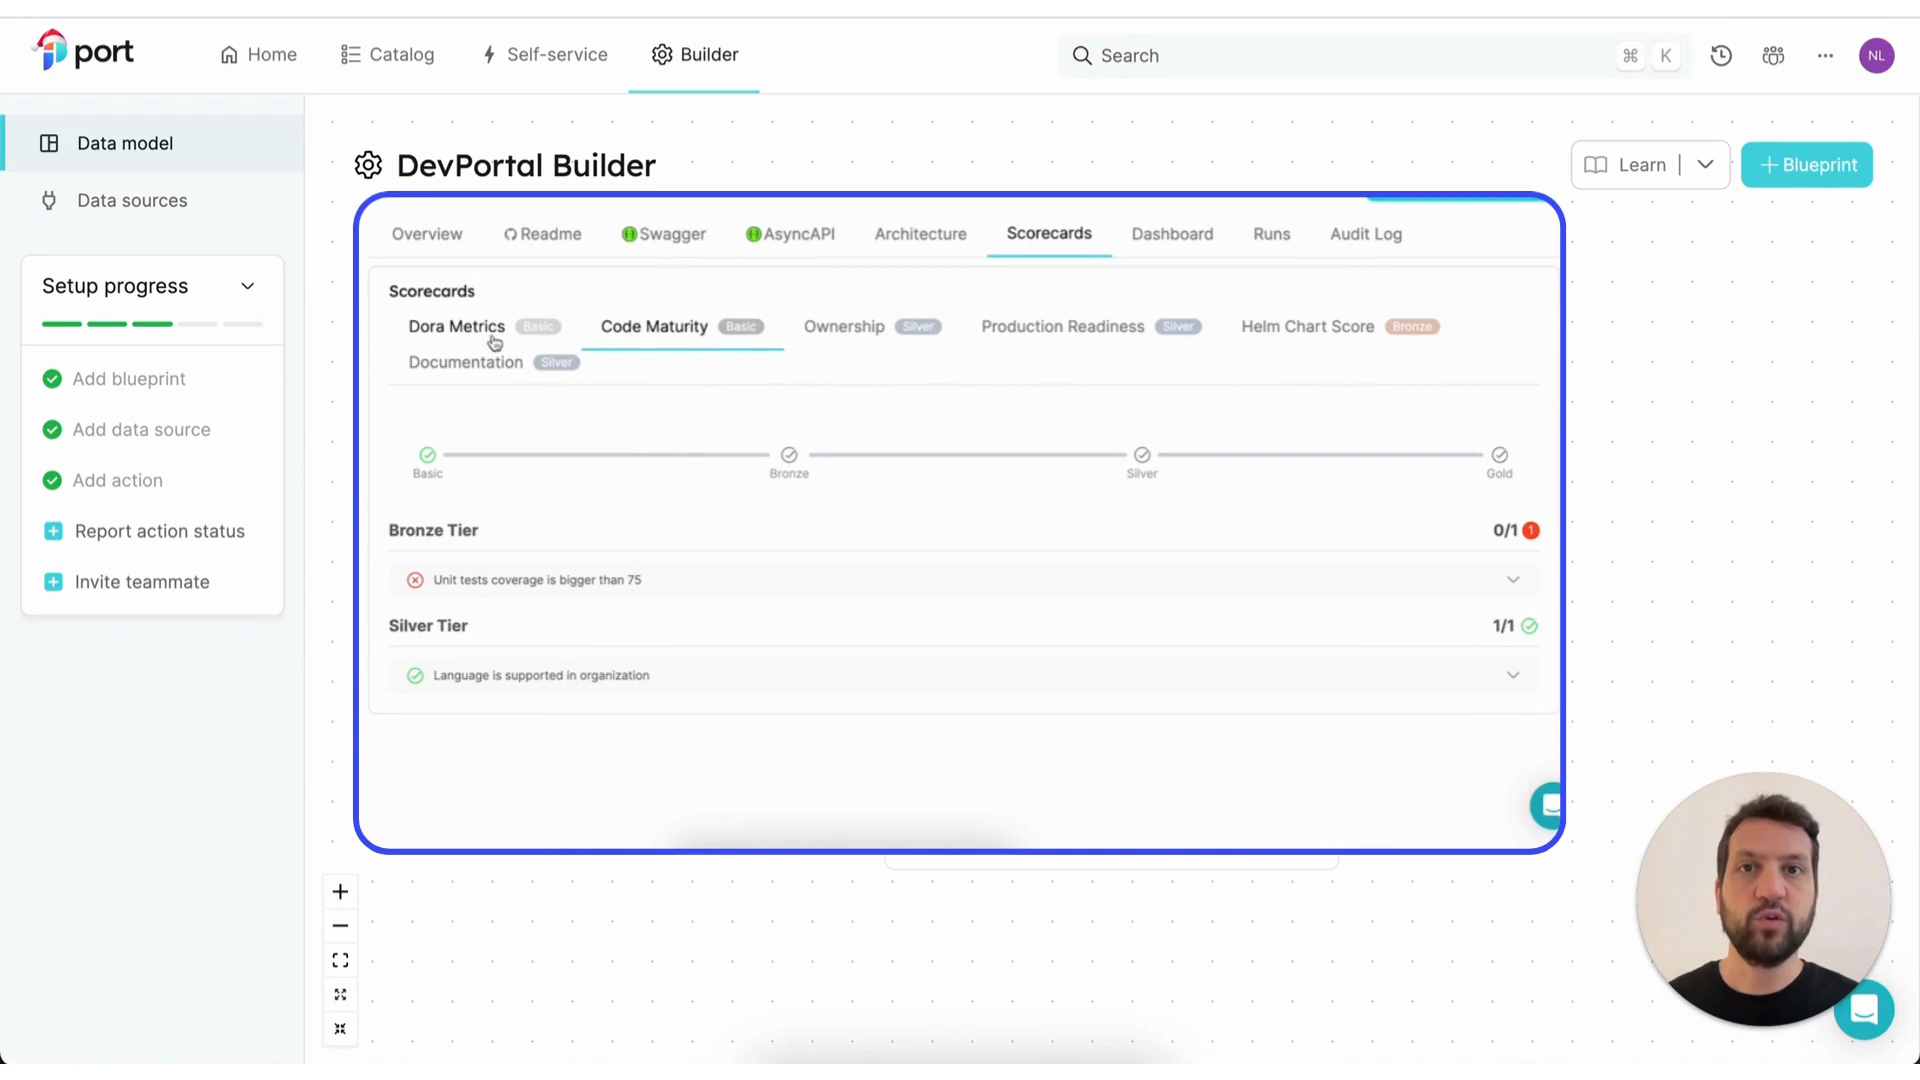 port
Home
Catalog
Self-service
Builder
Search
⌘ K
NL
Data model
Data sources
Setup progress
Add blueprint
Add data source
Add action
Report action status
Invite teammate
DevPortal Builder
Learn
+ Blueprint
Overview
Readme
Swagger
AsyncAPI
Architecture
Scorecards
Dashboard
Runs
Audit Log
Scorecards
Dora Metrics Basic
Code Maturity Basic
Ownership Silver
Production Readiness Silver
Helm Chart Score Bronze
Documentation Silver
Basic
Bronze
Silver
Gold
Bronze Tier
0/1 1
Unit tests coverage is bigger than 75
Silver Tier
1/1
Language is supported in organization